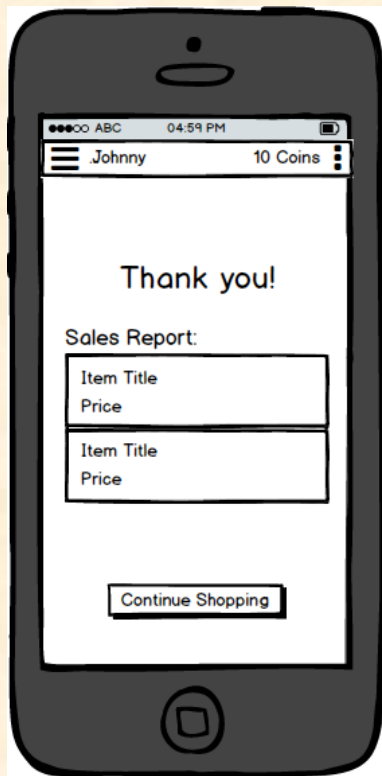 ABC 04:59 PM
.Johnny 10 Coins
Thank you!
Sales Report:
Item Title
Price
Item Title
Price
Continue Shopping